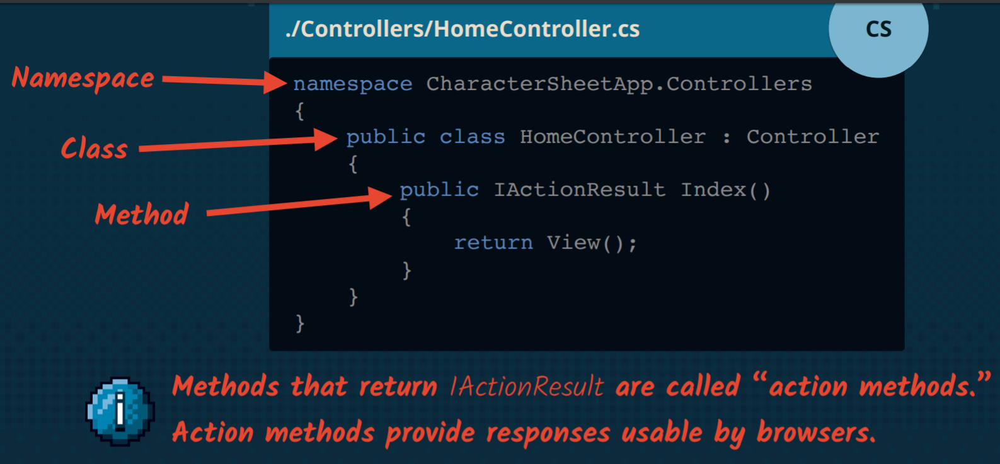 ./Controllers/HomeController.cs
CS
Namespace
namespace CharacterSheetApp.Controllers
{
Class
public class HomeController : Controller
{
Method
public IActionResult Index()
{
return View();
}
}
}
i
Methods that return IActionResult are called “action methods.”
Action methods provide responses usable by browsers.